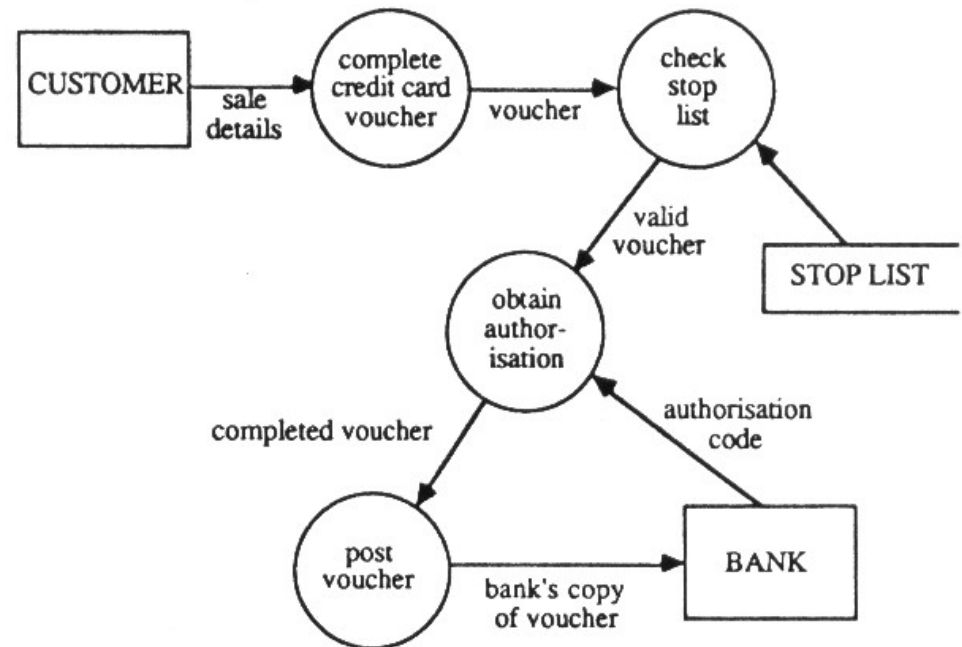 CUSTOMER
sale
details
complete
credit card
voucher
voucher
check
stop
list
valid
voucher
STOP LIST
obtain
author-
isation
authorisation
code
completed voucher
post
voucher
bank's copy
of voucher
BANK